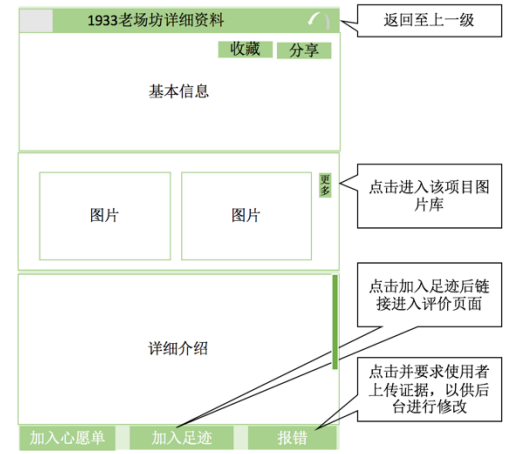 1933老场坊详细资料
返回至上一级
收藏
分享
基本信息
更
多
图片
图片
点击进入该项目图
片库
点击加入足迹后链
接进入评价页面
详细介绍
点击并要求使用者
上传证据，以供后
台进行修改
加入心愿单
加入足迹
报错